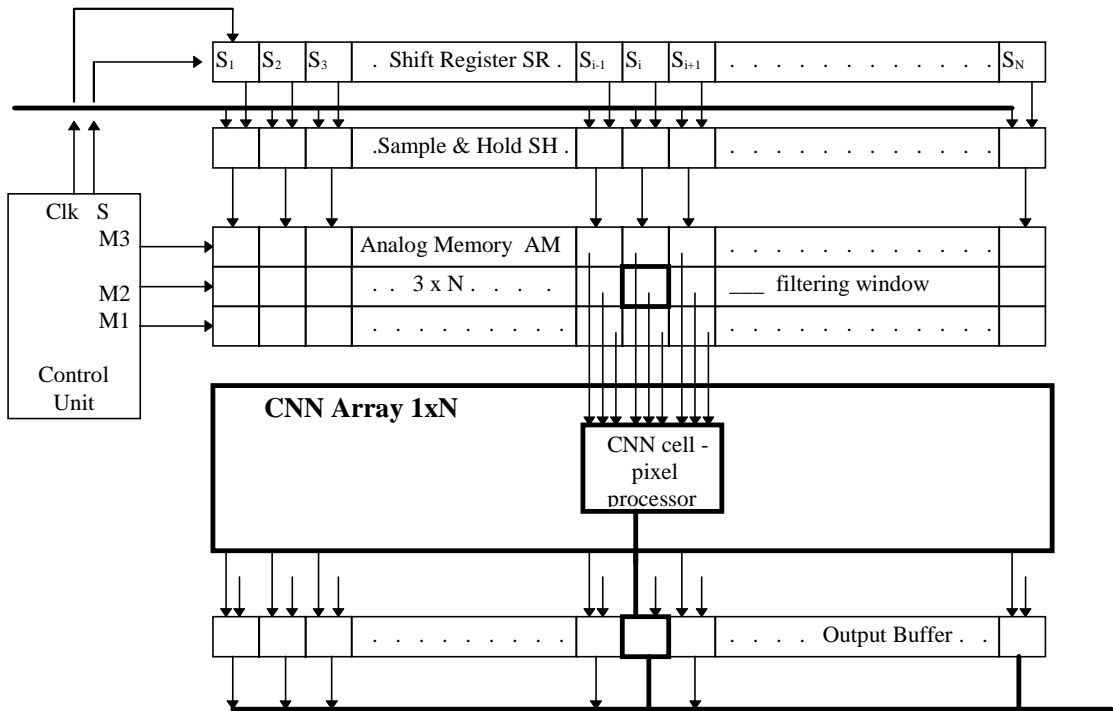 S1 S2 S3 . Shift Register SR . Si-1 Si Si+1 . . . . . . . . . . . . SN
.Sample & Hold SH . . . . . . . . . . . . .
Clk S
M3
Analog Memory AM . . . . . . . . . . . .
M2
. . 3 x N . . . . ___ filtering window
M1
. . . . . . . . . . . . . . . . . . . . .
Control
Unit
CNN Array 1xN
CNN cell -
pixel
processor
. . . . . . . . . . . . . Output Buffer . .